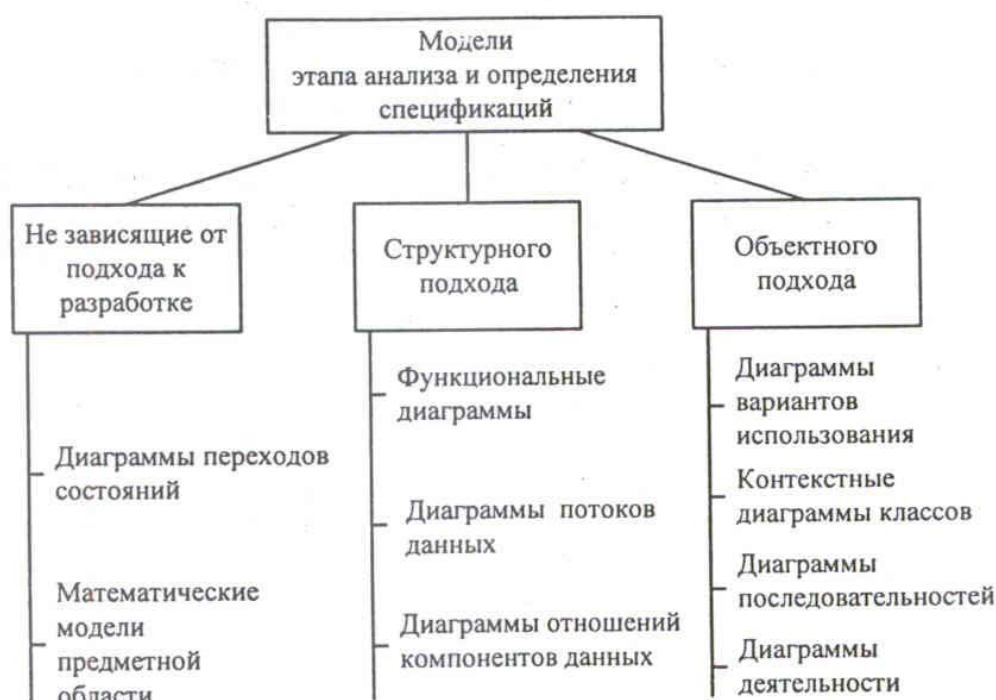 Модели
этапа анализа и определения
спецификаций
Не зависящие от
подхода к
разработке
Структурного
подхода
Объектного
подхода
Диаграммы переходов
состояний
Математические
модели
предметной
области
Функциональные
диаграммы
Диаграммы потоков
данных
Диаграммы отношений
компонентов данных
Диаграммы
вариантов
использования
Контекстные
диаграммы классов
Диаграммы
последовательностей
Диаграммы
деятельности